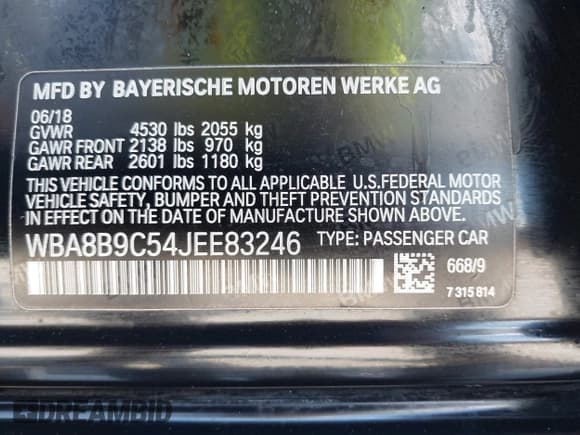 MFD BY BAYERISCHE MOTOREN WERKE AG
06/18
GVWR 4530 lbs 2055 kg
GAWR FRONT 2138 lbs 970 kg
GAWR REAR 2601 lbs 1180 kg
THIS VEHICLE CONFORMS TO ALL APPLICABLE U.S.FEDERAL MOTOR
VEHICLE SAFETY, BUMPER AND THEFT PREVENTION STANDARDS
IN EFFECT ON THE DATE OF MANUFACTURE SHOWN ABOVE.
WBA8B9C54JEE83246 TYPE: PASSENGER CAR
668/9
7 315 814
DREAMBID